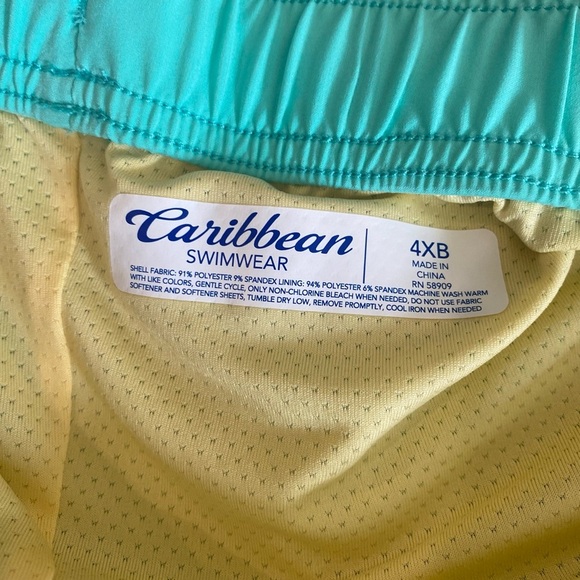 Caribbean
SWIMWEAR
4XB
MADE IN
CHINA
RN 58909
SHELL FABRIC: 91% POLYESTER 9% SPANDEX LINING: 94% POLYESTER 6% SPANDEX MACHINE WASH WARM
WITH LIKE COLORS, GENTLE CYCLE, ONLY NON-CHLORINE BLEACH WHEN NEEDED, DO NOT USE FABRIC
SOFTENER AND SOFTENER SHEETS, TUMBLE DRY LOW, REMOVE PROMPTLY, COOL IRON WHEN NEEDED